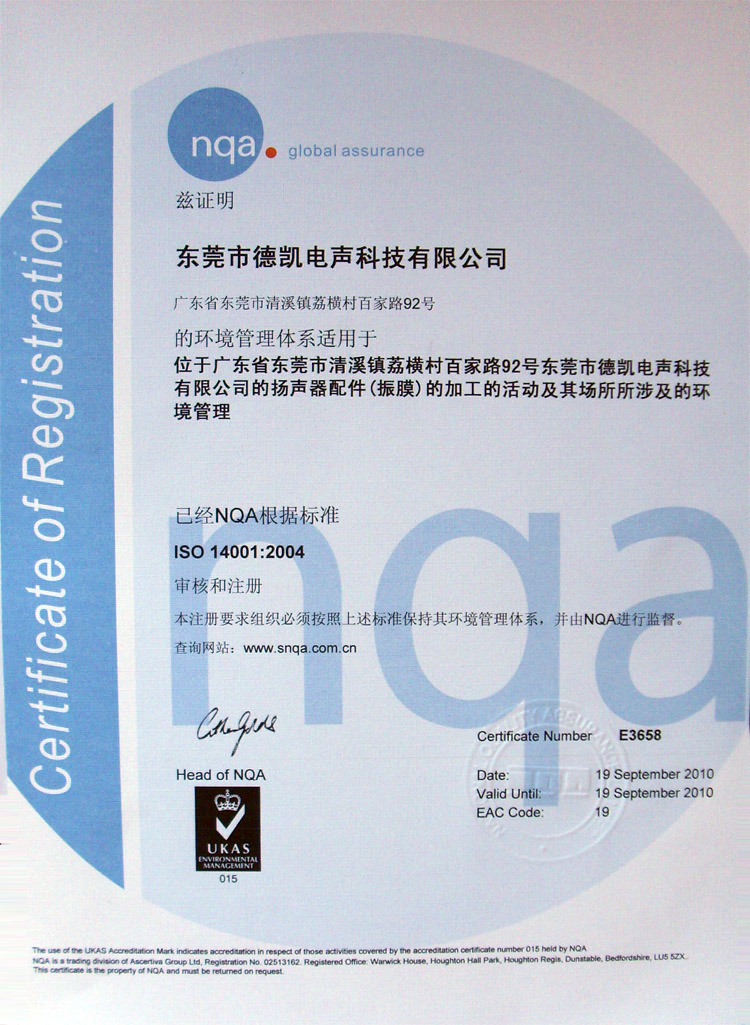 nqa.
global assurance
兹证明
东莞市德凯电声科技有限公司
广东省东莞市清溪镇荔横村百家路92号
的环境管理体系适用于
位于广东省东莞市清溪镇荔横村百家路92号东莞市德凯电声科技
有限公司的扬声器配件(振膜)的加工的活动及其场所所涉及的环
境管理
已经NQA根据标准
ISO 14001:2004
审核和注册
本注册要求组织必须按照上述标准保持其环境管理体系，并由NQA进行监督。
查询网站：www.snqa.com.cn
Certificate of Registration
nqa
Head of NQA
Certificate Number E3658
Date: 19 September 2010
Valid Until: 19 September 2010
EAC Code: 19
UKAS
ENVIRONMENTAL
MANAGEMENT
015
The use of the UKAS Accreditation Mark indicates accreditation in respect of those activities covered by the accreditation certificate number 015 held by NQA
NQA is a trading division of Ascertiva Group Ltd, Registration No. 02513162. Registered Office: Warwick House, Houghton Hall Park, Houghton Regis, Dunstable, Bedfordshire, LU5 5ZX.
This certificate is the property of NQA and must be returned on request.